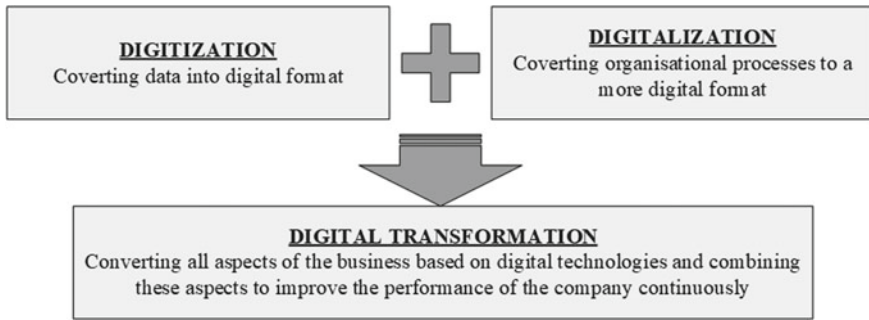 DIGITIZATION
Coverting data into digital format
DIGITALIZATION
Coverting organisational processes to a
more digital format
DIGITAL TRANSFORMATION
Converting all aspects of the business based on digital technologies and combining
these aspects to improve the performance of the company continuously